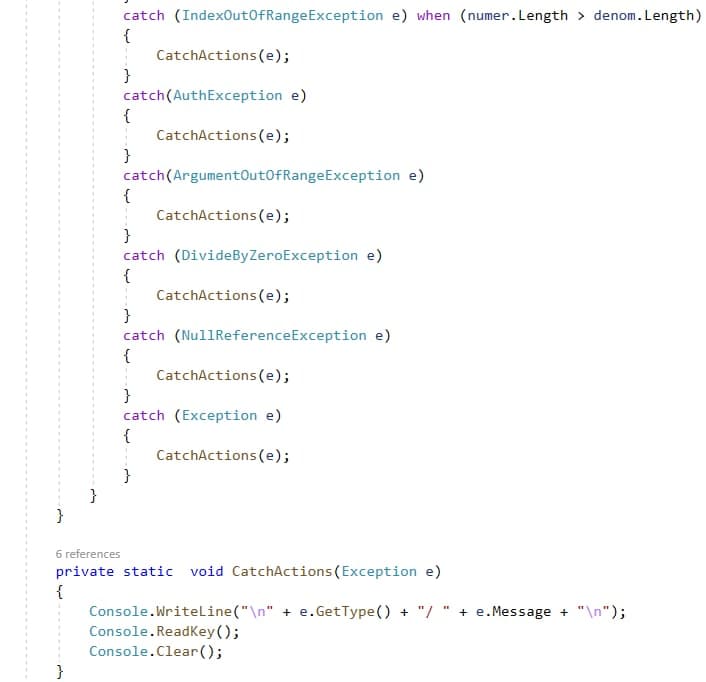 catch (IndexOutOfRangeException e) when (numer.Length > denom.Length)
{
CatchActions(e);
}
catch(AuthException e)
{
CatchActions(e);
}
catch(ArgumentOutOfRangeException e)
{
CatchActions(e);
}
catch (DivideByZeroException e)
{
CatchActions(e);
}
catch (NullReferenceException e)
{
CatchActions(e);
}
catch (Exception e)
{
CatchActions(e);
}
}
}
6 references
private static  void CatchActions(Exception e)
{
Console.WriteLine("\n" + e.GetType() + "/ " + e.Message + "\n");
Console.ReadKey();
Console.Clear();
}